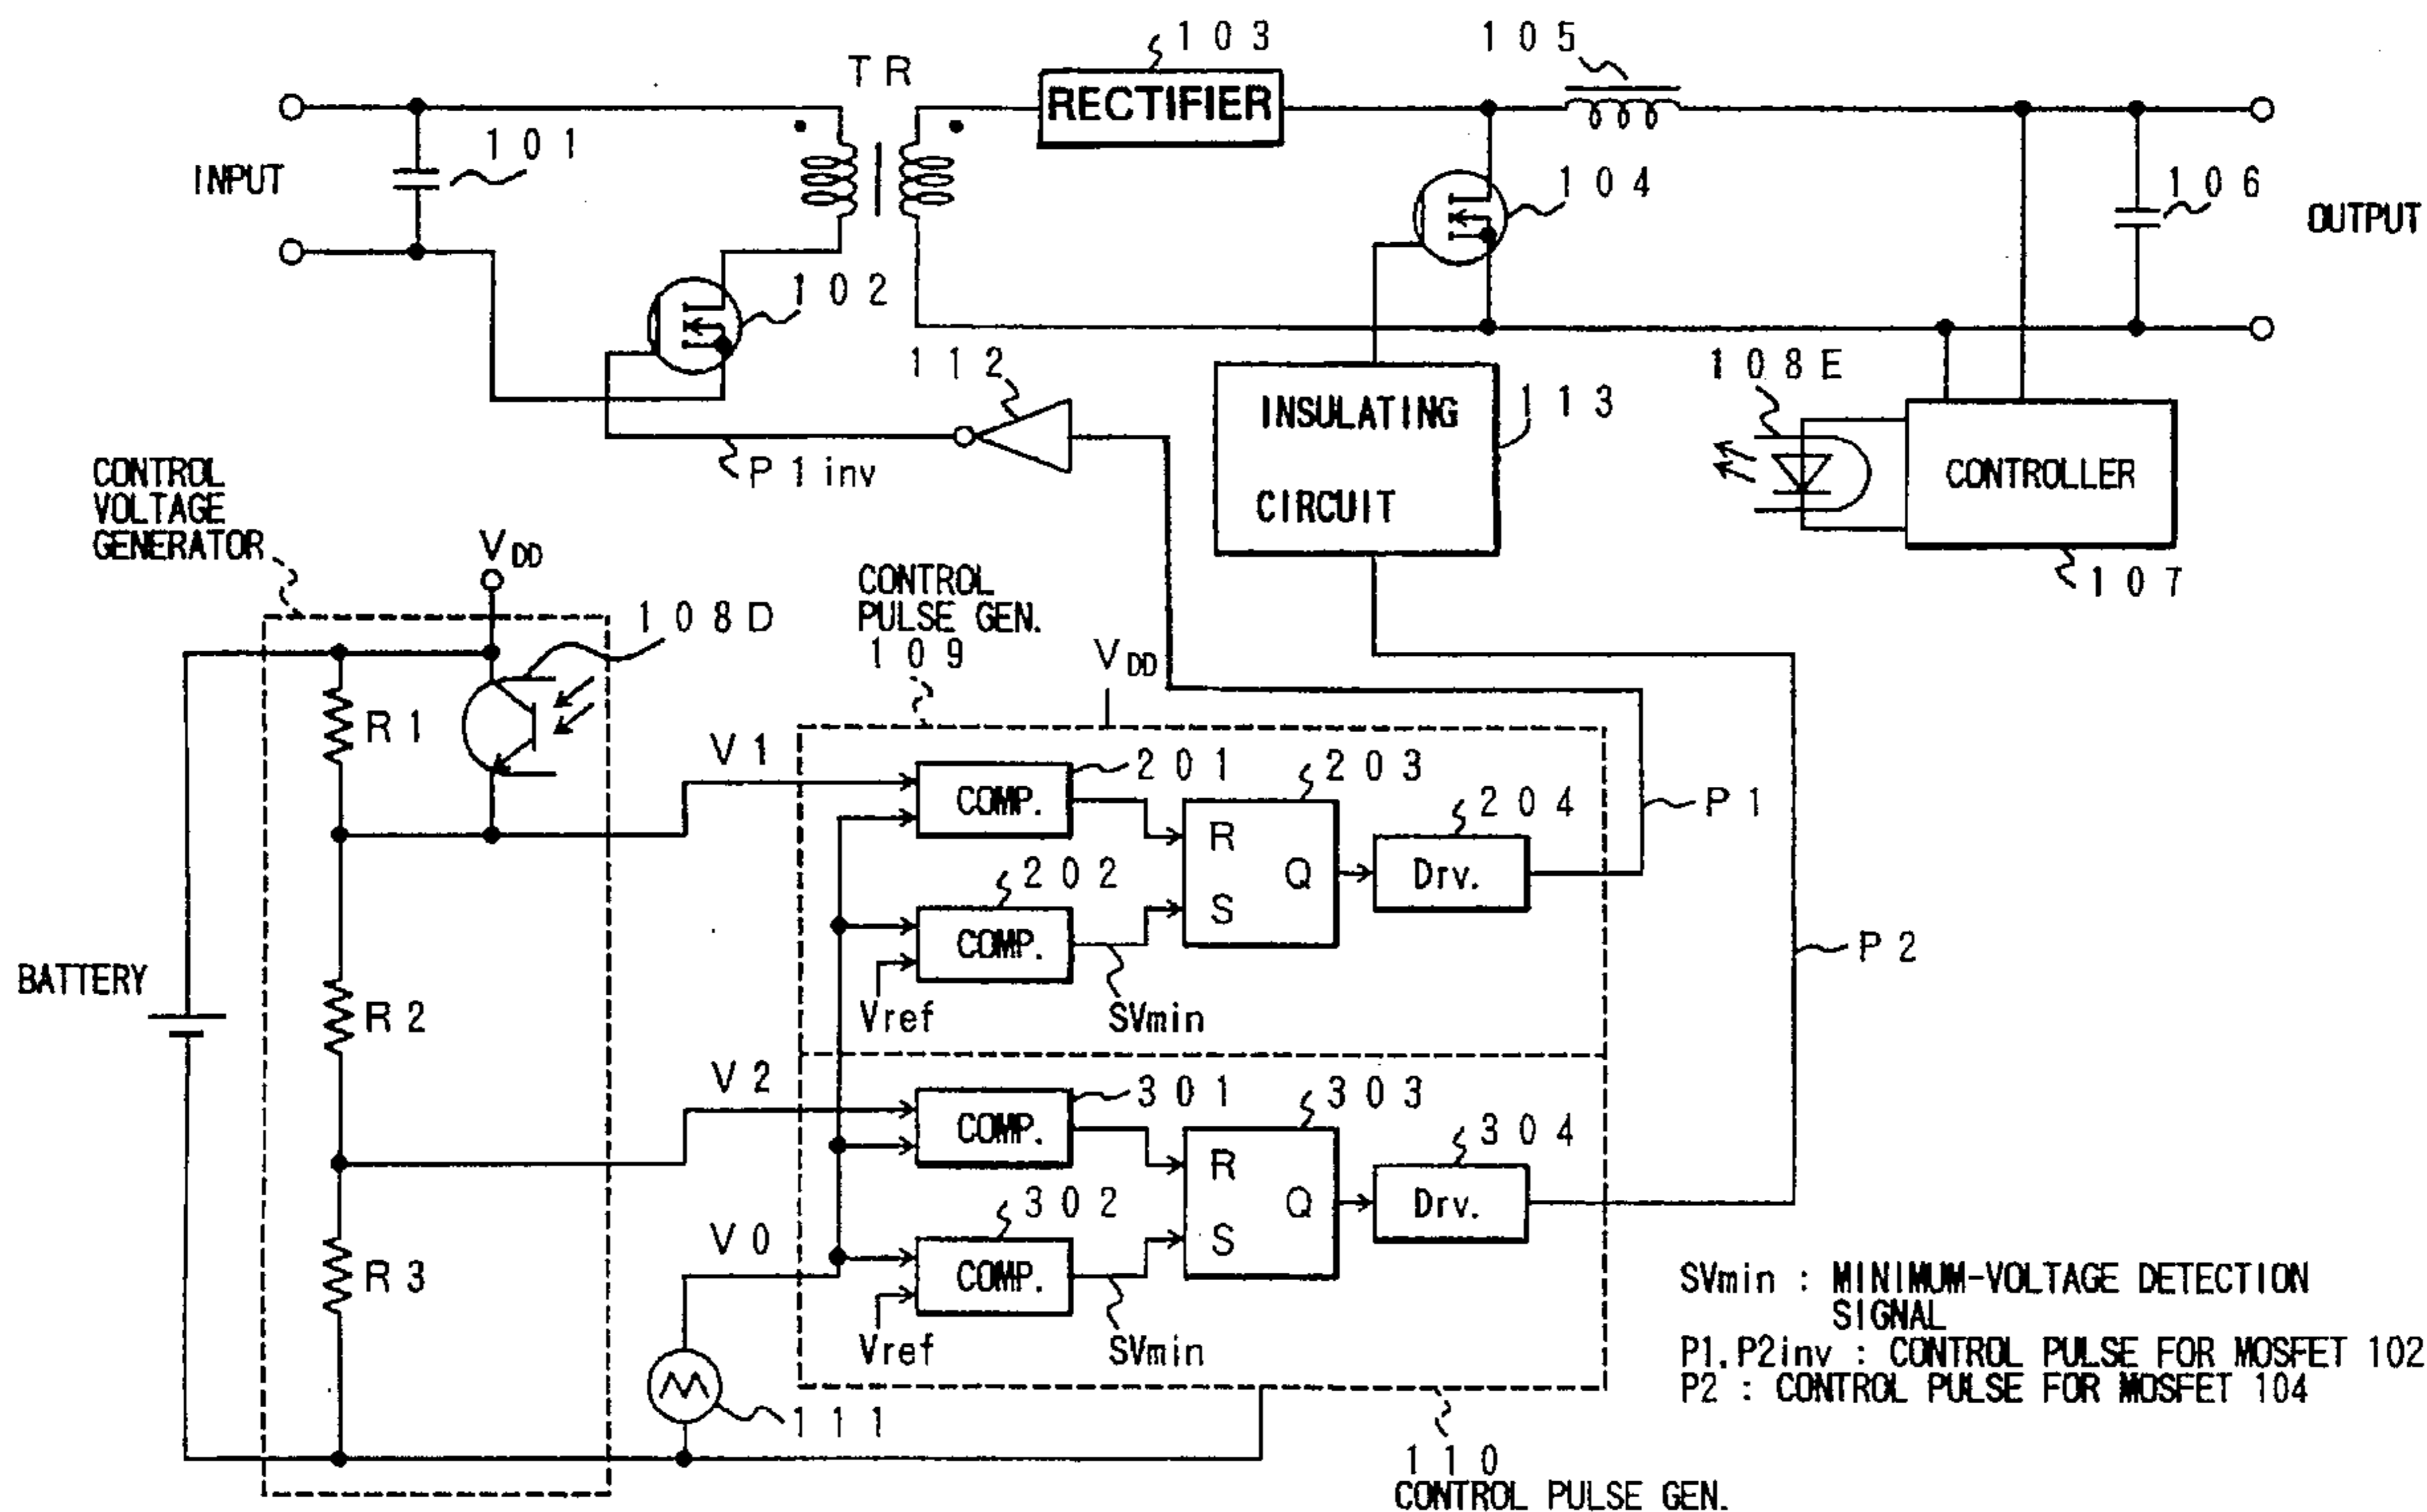 103
105
TR
RECTIFIER
101
INPUT
104
106
OUTPUT
102
112
108E
INSULATING
CIRCUIT
113
P1inv
CONTROLLER
107
CONTROL
VOLTAGE
GENERATOR
VDD
108D
CONTROL
PULSE GEN.
109
VDD
R1
V1
COMP.
201
203
R
S
Q
204
Drv.
P1
202
COMP.
Vref
SVmin
P2
BATTERY
R2
V2
COMP.
301
303
R
S
Q
304
Drv.
302
COMP.
V0
Vref
SVmin
R3
111
110
CONTROL PULSE GEN.
SVmin : MINIMUM-VOLTAGE DETECTION
SIGNAL
P1, P2inv : CONTROL PULSE FOR MOSFET 102
P2 : CONTROL PULSE FOR MOSFET 104